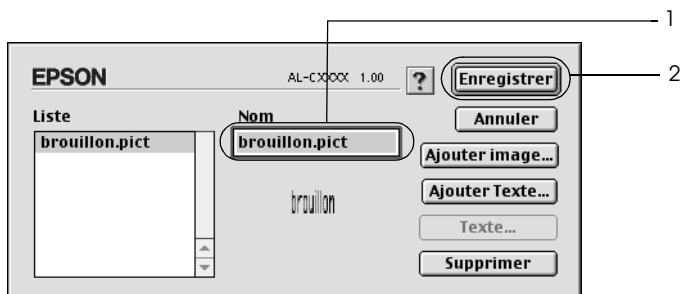 1
EPSON
AL-CXXXX 1.00
?
Enregistrer
2
Liste
Nom
Annuler
brouillon.pict
brouillon.pict
Ajouter image...
brouillon
Ajouter Texte...
Texte...
Supprimer